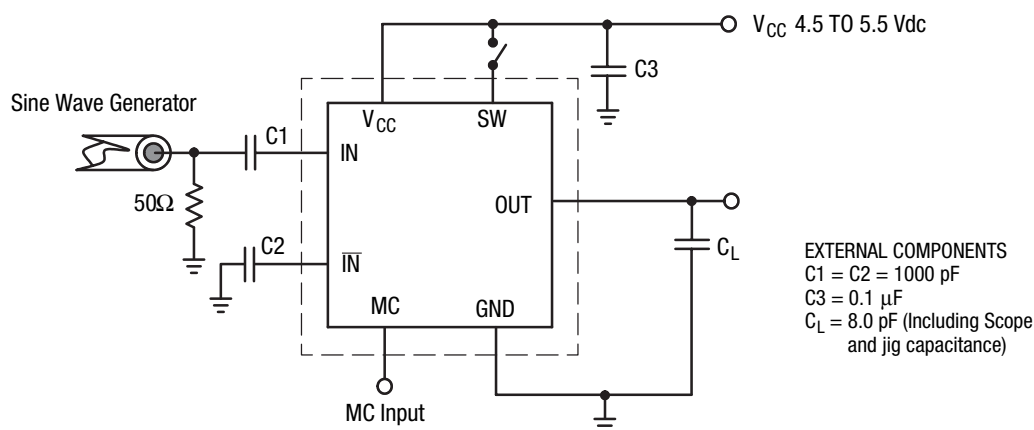 V_CC 4.5 TO 5.5 Vdc
C3
Sine Wave Generator
C1
V_CC
SW
IN
50Ω
OUT
C2
I̅N̅
C_L
MC
GND
MC Input
EXTERNAL COMPONENTS
C1 = C2 = 1000 pF
C3 = 0.1 μF
C_L = 8.0 pF (Including Scope
and jig capacitance)